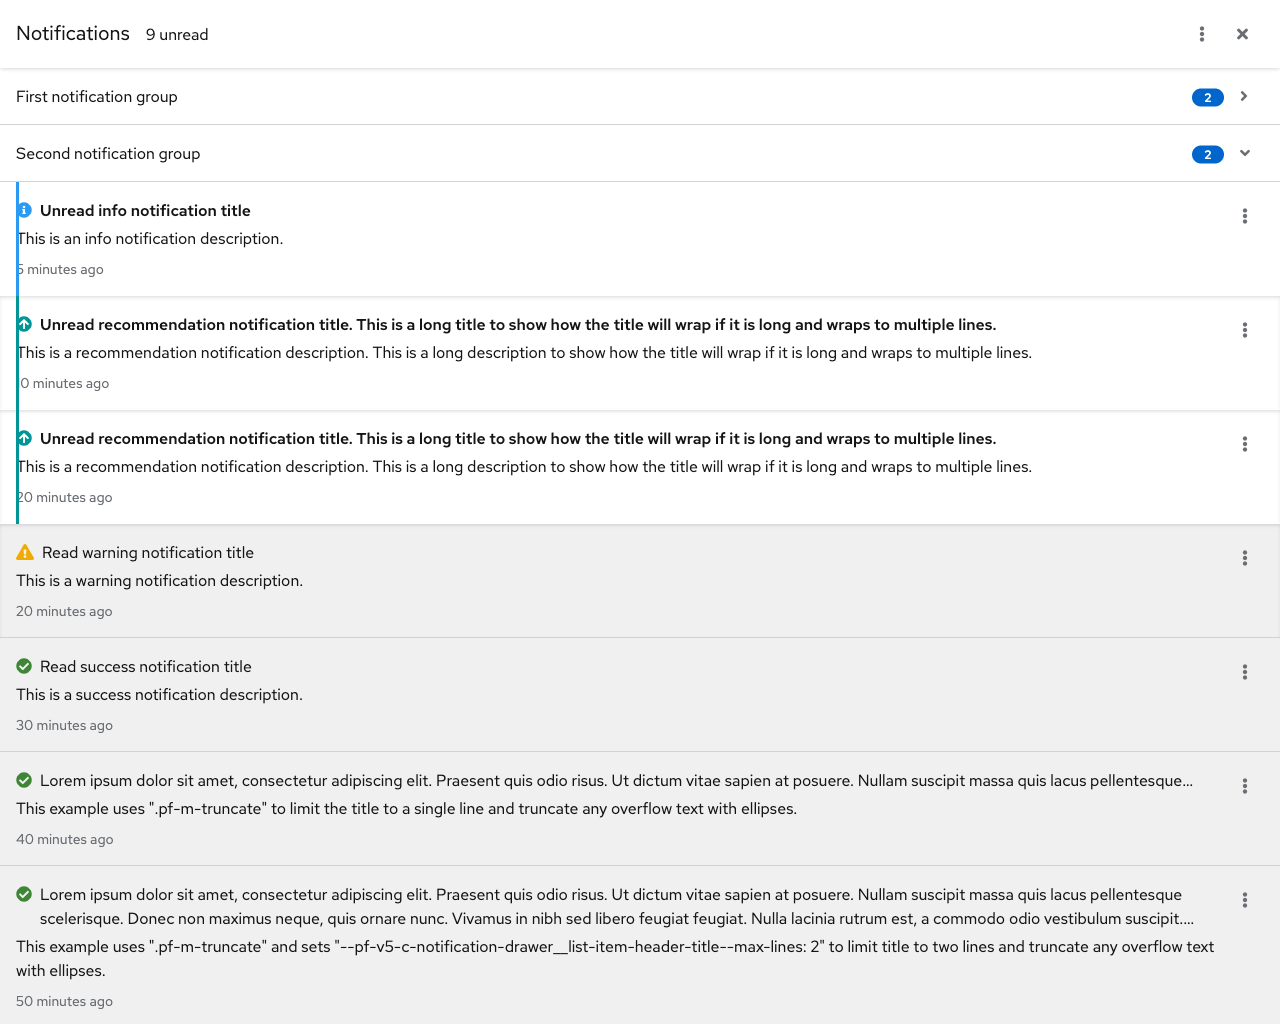 Notifications 9 unread
First notification group 2
Second notification group 2
Unread info notification title
This is an info notification description.
5 minutes ago
Unread recommendation notification title. This is a long title to show how the title will wrap if it is long and wraps to multiple lines.
This is a recommendation notification description. This is a long description to show how the title will wrap if it is long and wraps to multiple lines.
0 minutes ago
Unread recommendation notification title. This is a long title to show how the title will wrap if it is long and wraps to multiple lines.
This is a recommendation notification description. This is a long description to show how the title will wrap if it is long and wraps to multiple lines.
20 minutes ago
Read warning notification title
This is a warning notification description.
20 minutes ago
Read success notification title
This is a success notification description.
30 minutes ago
Lorem ipsum dolor sit amet, consectetur adipiscing elit. Praesent quis odio risus. Ut dictum vitae sapien at posuere. Nullam suscipit massa quis lacus pellentesque...
This example uses ".pf-m-truncate" to limit the title to a single line and truncate any overflow text with ellipses.
40 minutes ago
Lorem ipsum dolor sit amet, consectetur adipiscing elit. Praesent quis odio risus. Ut dictum vitae sapien at posuere. Nullam suscipit massa quis lacus pellentesque
scelerisque. Donec non maximus neque, quis ornare nunc. Vivamus in nibh sed libero feugiat feugiat. Nulla lacinia rutrum est, a commodo odio vestibulum suscipit....
This example uses ".pf-m-truncate" and sets "--pf-v5-c-notification-drawer__list-item-header-title--max-lines: 2" to limit title to two lines and truncate any overflow text
with ellipses.
50 minutes ago